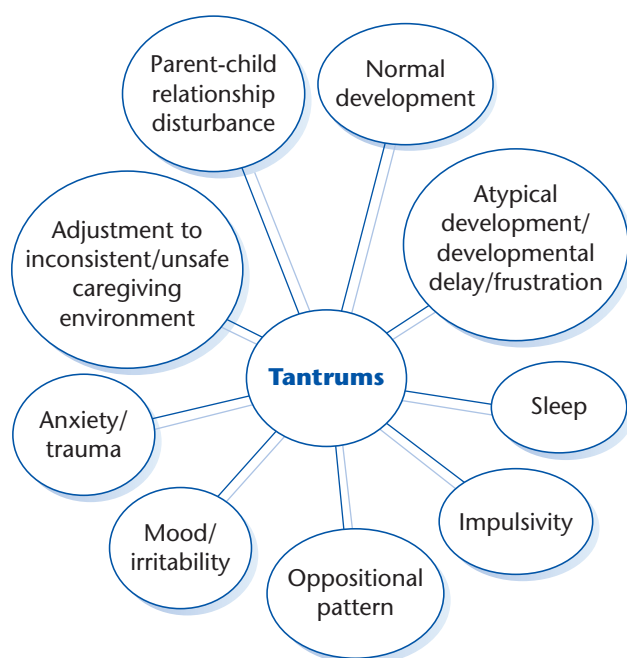 Parent-child
relationship
disturbance
Normal
development
Atypical
development/
developmental
delay/frustration
Adjustment to
inconsistent/unsafe
caregiving
environment
Tantrums
Sleep
Anxiety/
trauma
Impulsivity
Mood/
irritability
Oppositional
pattern